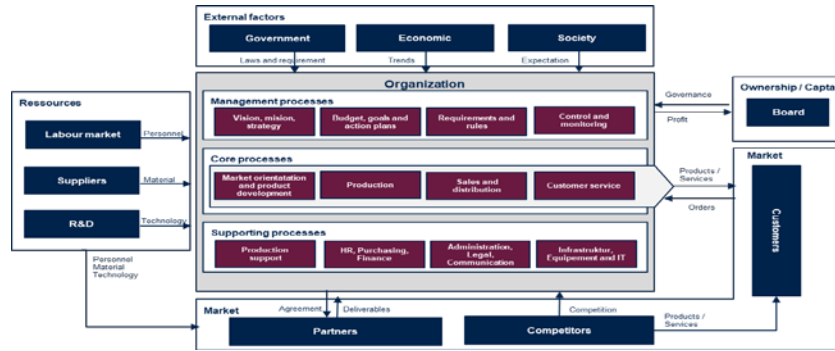 External factors
Government
Economic
Society
Laws and requirement
Trends
Expectation
Organization
Ressources
Labour market
Suppliers
R&D
Personnel
Material
Technology
Management processes
Vision, mision,
strategy
Budget, goals and
action plans
Requirements and
rules
Control and
monitoring
Core processes
Market orientatation
and product
development
Production
Sales and
distribution
Customer service
Supporting processes
Production
support
HR, Purchasing,
Finance
Administration,
Legal,
Communication
Infrastruktur,
Equipement and IT
Governance
Profit
Ownership / Capta
Board
Market
Products /
Services
Orders
Customers
Personnel
Material
Technology
Agreement
Deliverables
Competition
Market
Partners
Competitors
Products /
Services